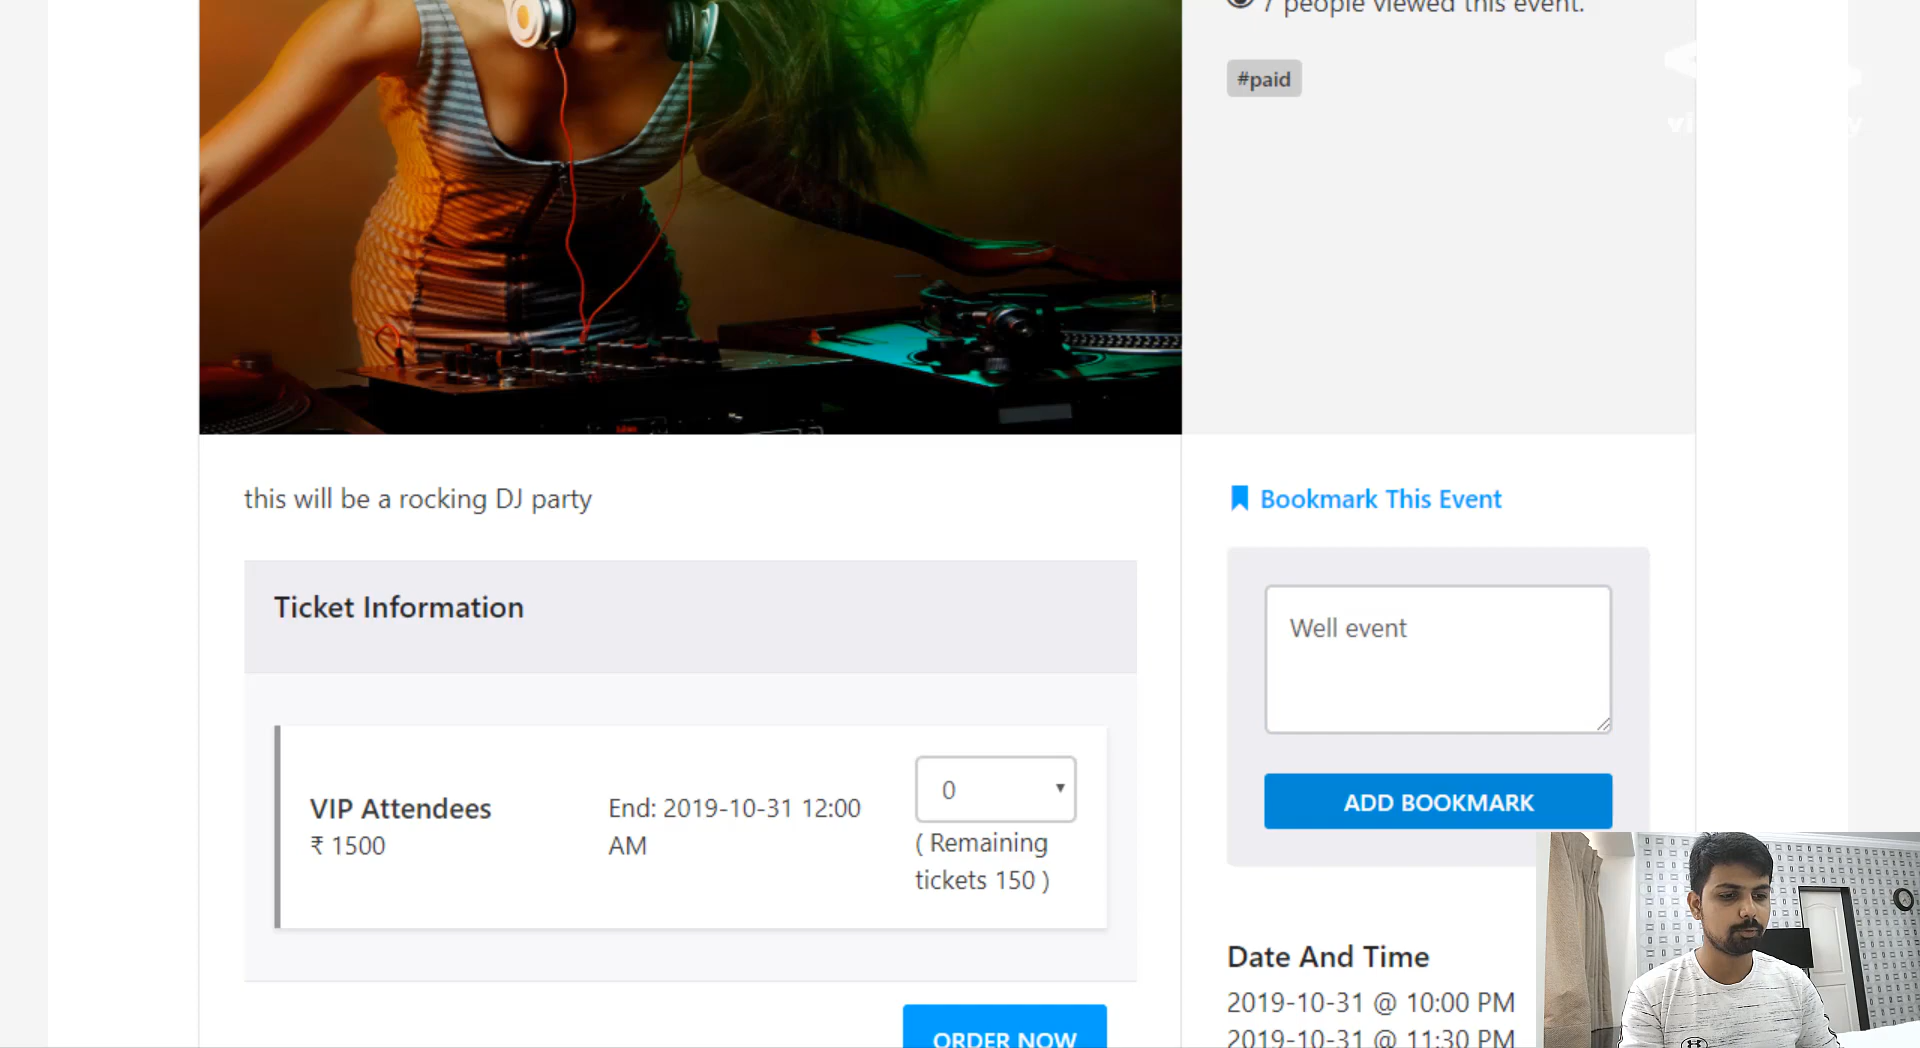 7 people viewed this event.
#paid
this will be a rocking DJ party
Bookmark This Event
Ticket Information
Well event
VIP Attendees
₹ 1500
End: 2019-10-31 12:00
AM
0
( Remaining
tickets 150 )
ADD BOOKMARK
Date And Time
2019-10-31 @ 10:00 PM
2019-10-31 @ 11:30 PM
ORDER NOW